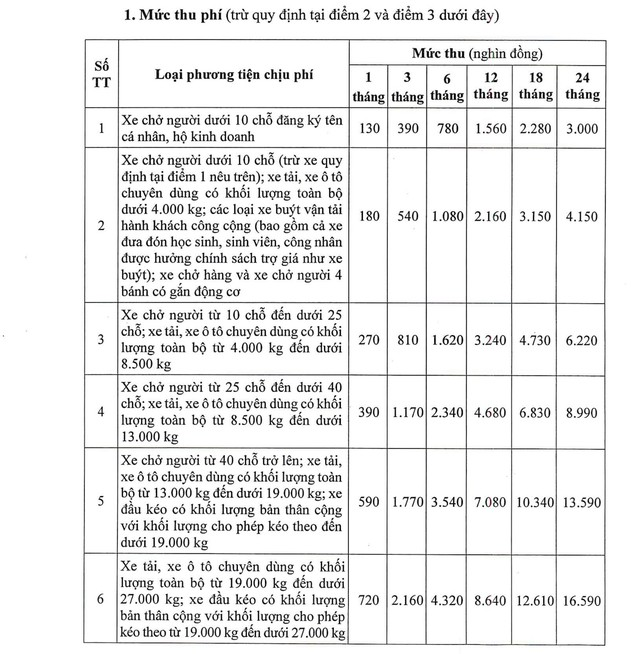 1. Mức thu phí (trừ quy định tại điểm 2 và điểm 3 dưới đây)
Số TT Loại phương tiện chịu phí Mức thu (nghìn đồng)
1 tháng 3 tháng 6 tháng 12 tháng 18 tháng 24 tháng
1 Xe chở người dưới 10 chỗ đăng ký tên
cá nhân, hộ kinh doanh
130 390 780 1.560 2.280 3.000
2 Xe chở người dưới 10 chỗ (trừ xe quy
định tại điểm 1 nêu trên); xe tải, xe ô tô
chuyên dùng có khối lượng toàn bộ
dưới 4.000 kg; các loại xe buýt vận tải
hành khách công cộng (bao gồm cả xe
đưa đón học sinh, sinh viên, công nhân
được hưởng chính sách trợ giá như xe
buýt); xe chở hàng và xe chở người 4
bánh có gắn động cơ
180 540 1.080 2.160 3.150 4.150
3 Xe chở người từ 10 chỗ đến dưới 25
chỗ; xe tải, xe ô tô chuyên dùng có khối
lượng toàn bộ từ 4.000 kg đến dưới
8.500 kg
270 810 1.620 3.240 4.730 6.220
4 Xe chở người từ 25 chỗ đến dưới 40
chỗ; xe tải, xe ô tô chuyên dùng có khối
lượng toàn bộ từ 8.500 kg đến dưới
13.000 kg
390 1.170 2.340 4.680 6.830 8.990
5 Xe chở người từ 40 chỗ trở lên; xe tải,
xe ô tô chuyên dùng có khối lượng toàn
bộ từ 13.000 kg đến dưới 19.000 kg; xe
đầu kéo có khối lượng bản thân cộng
với khối lượng cho phép kéo theo đến
dưới 19.000 kg
590 1.770 3.540 7.080 10.340 13.590
6 Xe tải, xe ô tô chuyên dùng có khối
lượng toàn bộ từ 19.000 kg đến dưới
27.000 kg; xe đầu kéo có khối lượng
bản thân cộng với khối lượng cho phép
kéo theo từ 19.000 kg đến dưới 27.000 kg
720 2.160 4.320 8.640 12.610 16.590